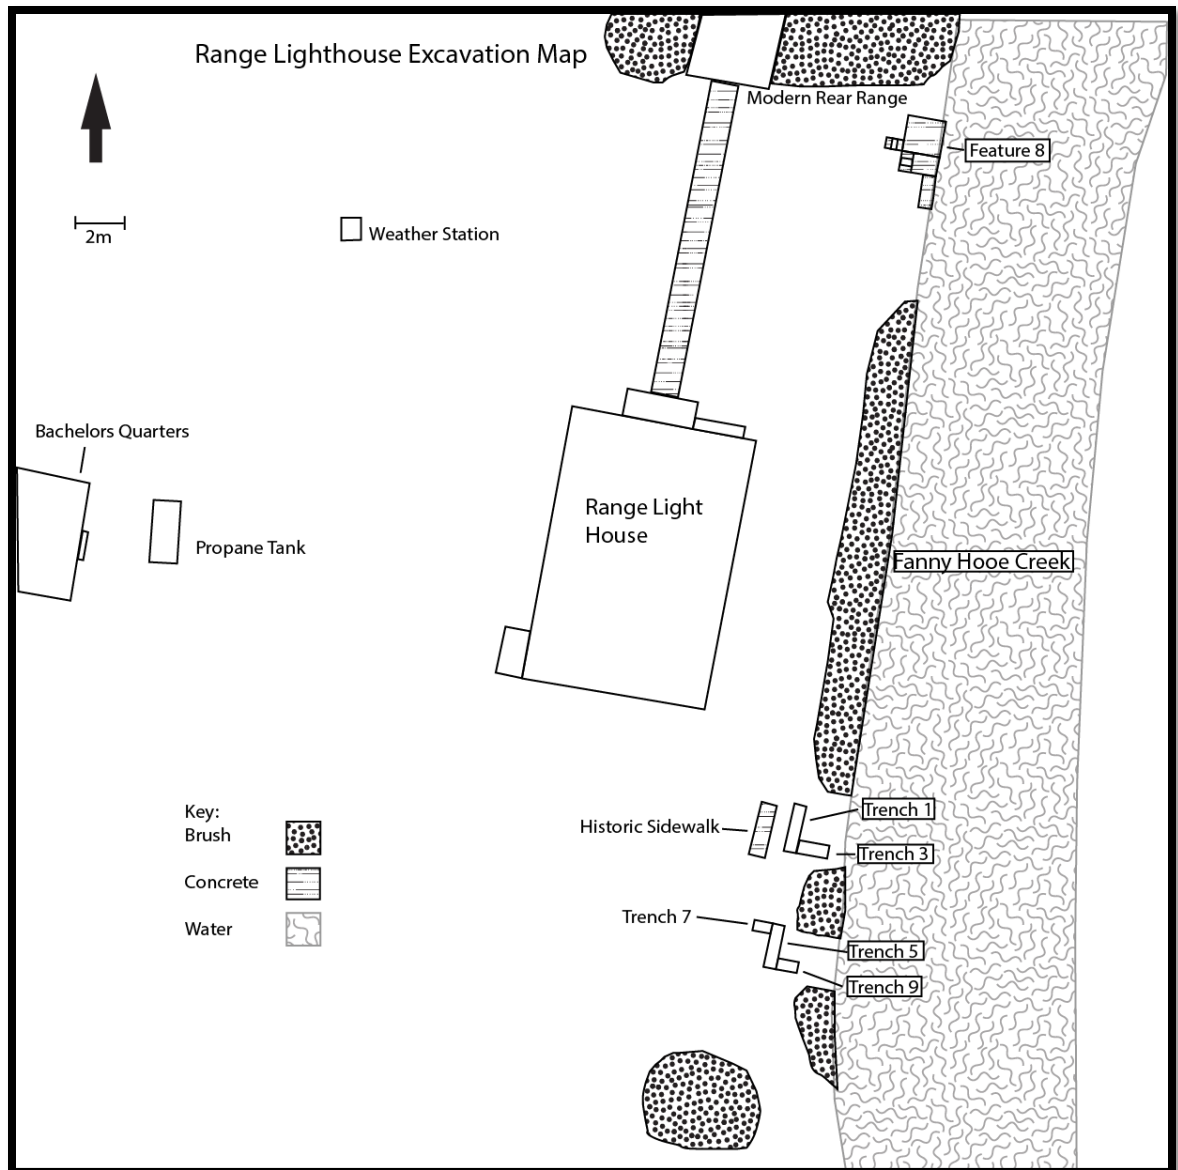 Range Lighthouse Excavation Map
Modern Rear Range
Feature 8
2m
Weather Station
Bachelors Quarters
Range Light
House
Propane Tank
Fanny Hooe Creek
Key:
Brush
Concrete
Water
Historic Sidewalk
Trench 1
Trench 3
Trench 7
Trench 5
Trench 9